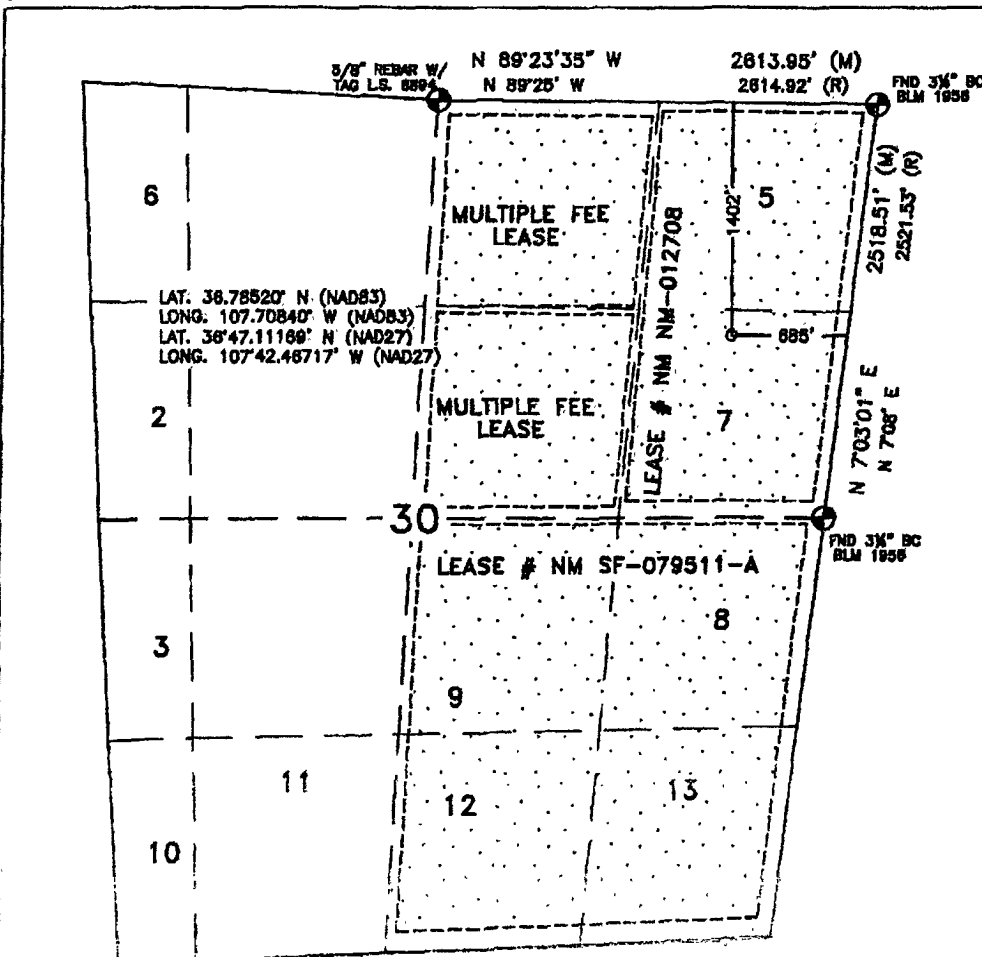 N 89°23'35" W
N 89°25' W
2613.95' (M)
2614.92' (R)
5/8" REBAR W/
TAG L.S. 6894
FND 3¼" BC
BLM 1956
6
5
MULTIPLE FEE
LEASE
1402'
2518.51' (M)
2521.53' (R)
LEASE # NM NM-012708
LAT. 36.78520° N (NAD83)
LONG. 107.70840° W (NAD83)
LAT. 36°47.11169' N (NAD27)
LONG. 107°42.46717' W (NAD27)
685'
2
MULTIPLE FEE
LEASE
7
N 7°03'01" E
N 7°08' E
30
FND 3¼" BC
BLM 1956
LEASE # NM SF-079511-A
8
3
9
11
12
13
10